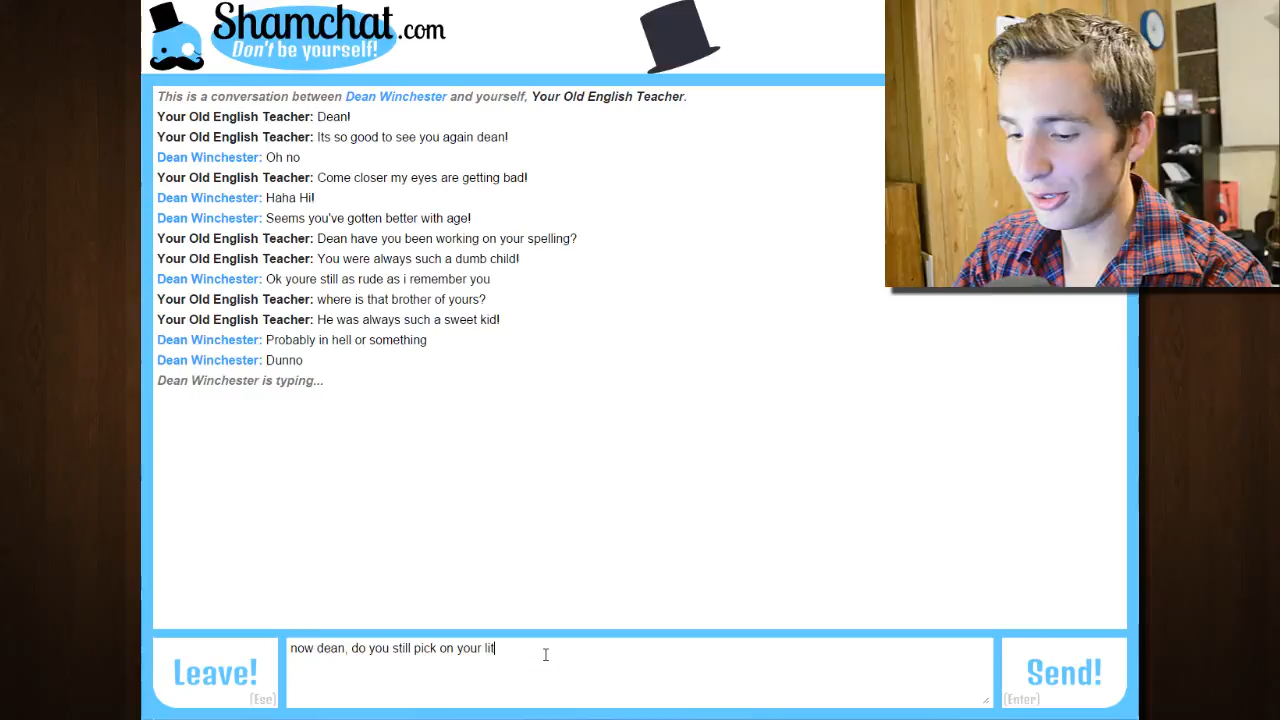 Shamchat.com
Don't be yourself!
This is a conversation between Dean Winchester and yourself, Your Old English Teacher.
Your Old English Teacher: Dean!
Your Old English Teacher: Its so good to see you again dean!
Dean Winchester: Oh no
Your Old English Teacher: Come closer my eyes are getting bad!
Dean Winchester: Haha Hi!
Dean Winchester: Seems you've gotten better with age!
Your Old English Teacher: Dean have you been working on your spelling?
Your Old English Teacher: You were always such a dumb child!
Dean Winchester: Ok youre still as rude as i remember you
Your Old English Teacher: where is that brother of yours?
Your Old English Teacher: He was always such a sweet kid!
Dean Winchester: Probably in hell or something
Dean Winchester: Dunno
Dean Winchester is typing...
now dean, do you still pick on your lit
Leave!
(Esc)
Send!
(Enter)